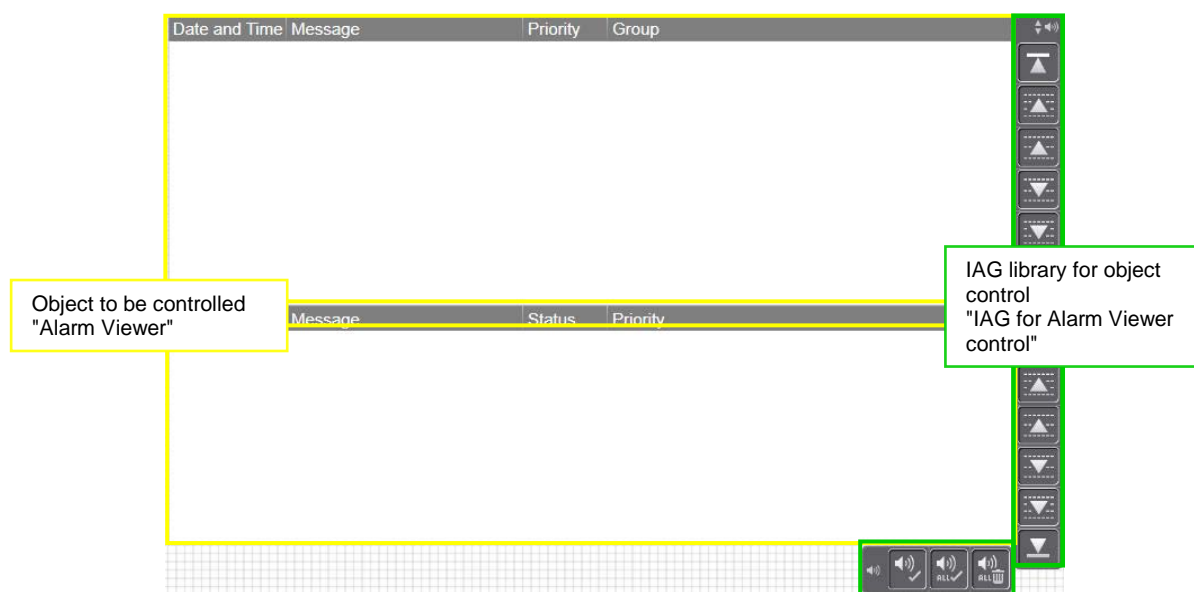 Date and Time Message Priority Group
IAG library for object
control
"IAG for Alarm Viewer
control"
Object to be controlled
"Alarm Viewer"
Message Status Priority
ALL ALL